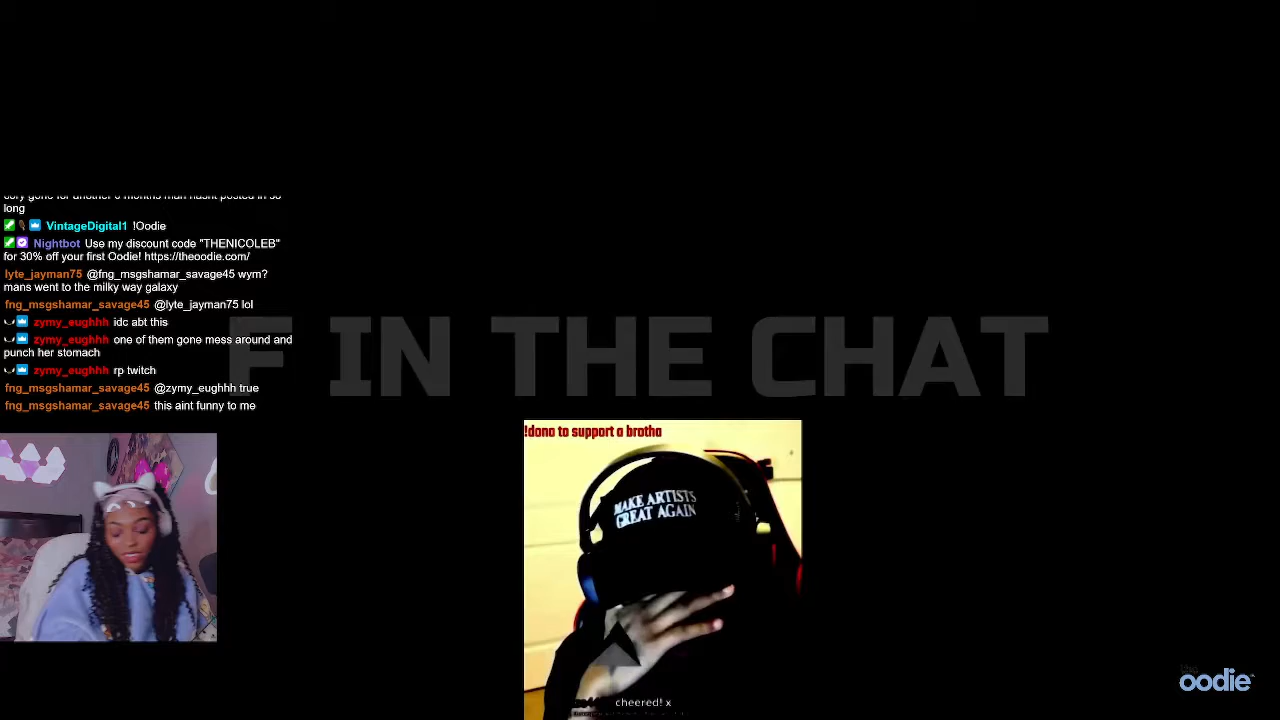 long
VintageDigital1 !Oodie
Nightbot Use my discount code "THENICOLEB"
for 30% off your first Oodie! https://theoodie.com/
lyte_jayman75 @fng_msgshamar_savage45 wym?
mans went to the milky way galaxy
fng_msgshamar_savage45 @lyte_jayman75 lol
zymy_eughhh idc abt this
zymy_eughhh one of them gone mess around and
punch her stomach
zymy_eughhh rp twitch
fng_msgshamar_savage45 @zymy_eughhh true
fng_msgshamar_savage45 this aint funny to me
F IN THE CHAT
!dono to support a brotha
MAKE ARTISTS
GREAT AGAIN
cheered! x
the
oodie